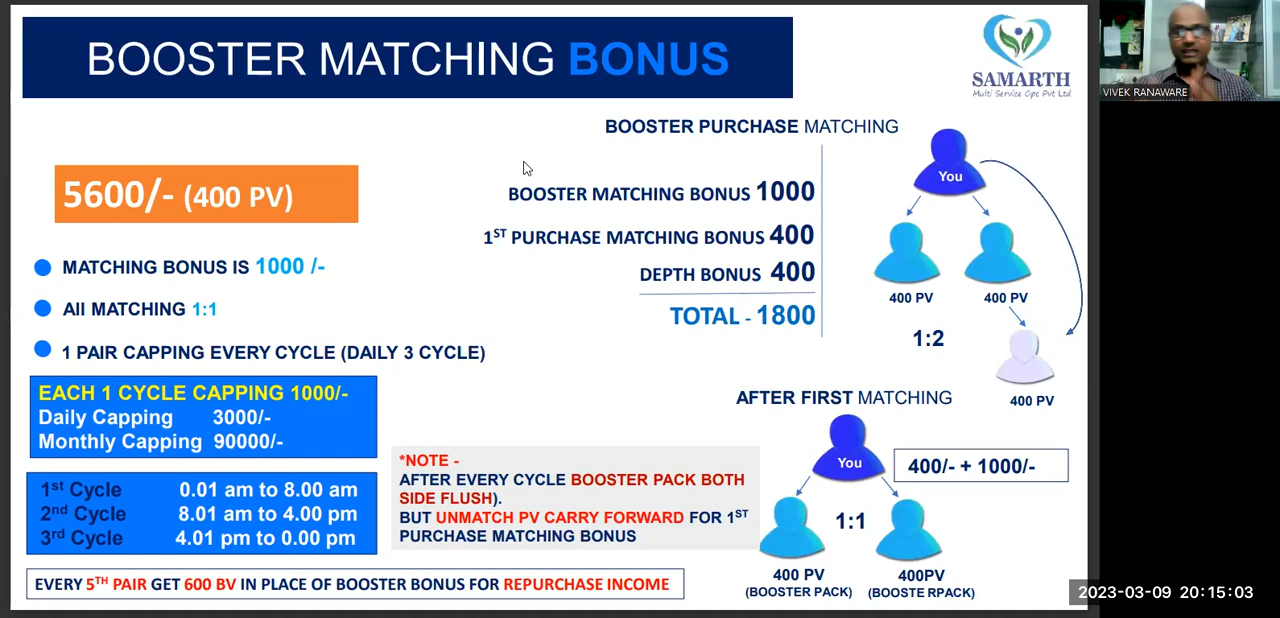 BOOSTER MATCHING BONUS
SAMARTH
Multi Service Opc Pvt Ltd
VIVEK RANAWARE
5600/- (400 PV)
MATCHING BONUS IS 1000 /-
All MATCHING 1:1
1 PAIR CAPPING EVERY CYCLE (DAILY 3 CYCLE)
EACH 1 CYCLE CAPPING 1000/-
Daily Capping 3000/-
Monthly Capping 90000/-
1st Cycle 0.01 am to 8.00 am
2nd Cycle 8.01 am to 4.00 pm
3rd Cycle 4.01 pm to 0.00 pm
BOOSTER PURCHASE MATCHING
BOOSTER MATCHING BONUS 1000
1ST PURCHASE MATCHING BONUS 400
DEPTH BONUS 400
TOTAL - 1800
You
400 PV 400 PV
1:2
400 PV
*NOTE -
AFTER EVERY CYCLE BOOSTER PACK BOTH
SIDE FLUSH).
BUT UNMATCH PV CARRY FORWARD FOR 1ST
PURCHASE MATCHING BONUS
AFTER FIRST MATCHING
You
400/- + 1000/-
1:1
400 PV 400PV
(BOOSTER PACK) (BOOSTE RPACK)
EVERY 5TH PAIR GET 600 BV IN PLACE OF BOOSTER BONUS FOR REPURCHASE INCOME
2023-03-09 20:15:03